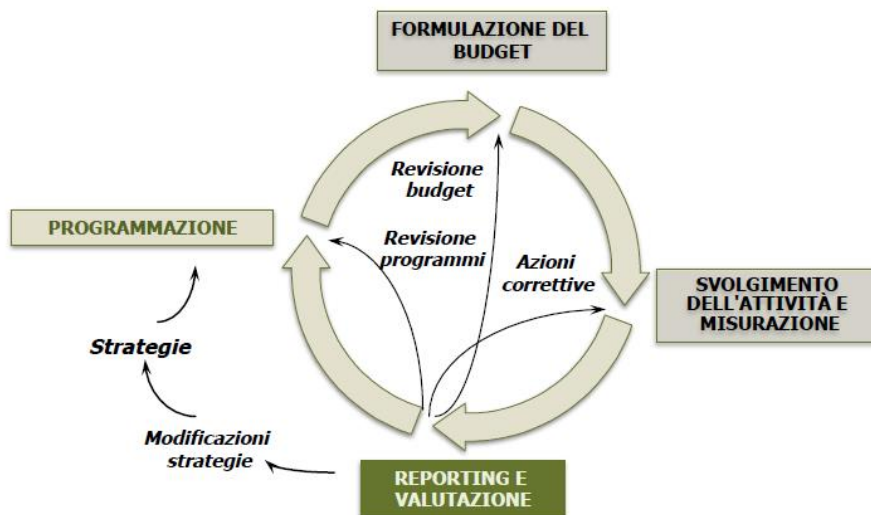 FORMULAZIONE DEL
BUDGET
Revisione
budget
PROGRAMMAZIONE
Revisione
programmi
Azioni
correttive
SVOLGIMENTO
DELL'ATTIVITÀ E
MISURAZIONE
Strategie
Modificazioni
strategie
REPORTING E
VALUTAZIONE